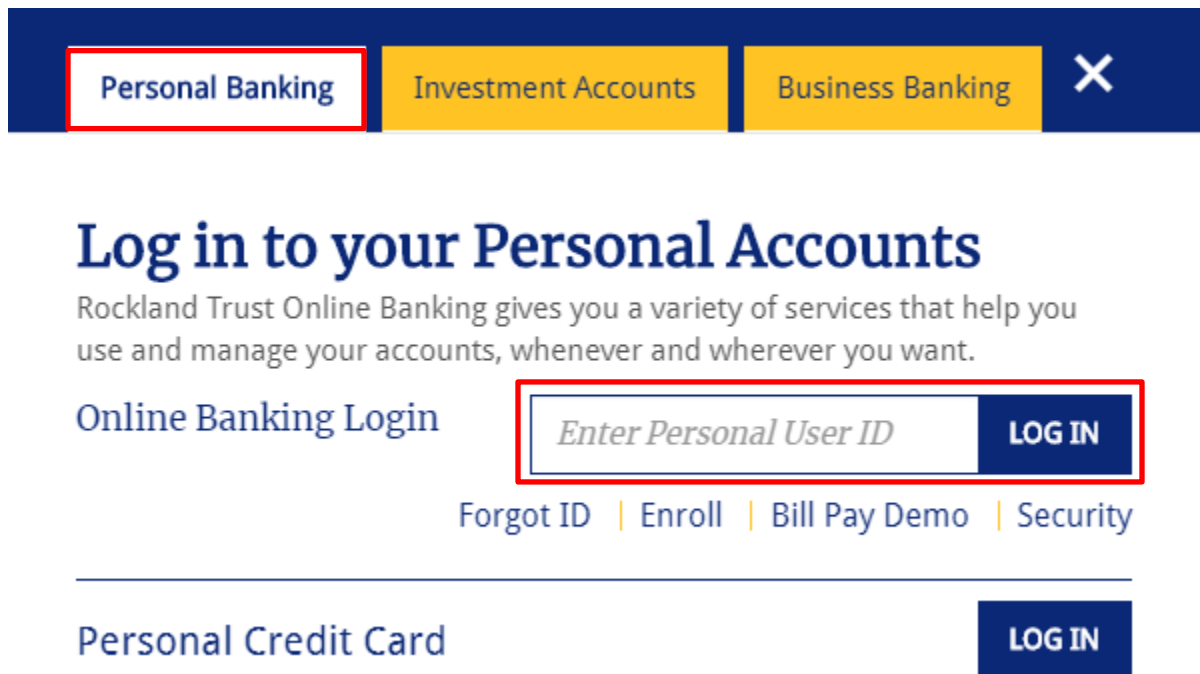 Personal Banking Investment Accounts Business Banking ×
Log in to your Personal Accounts
Rockland Trust Online Banking gives you a variety of services that help you
use and manage your accounts, whenever and wherever you want.
Online Banking Login Enter Personal User ID LOG IN
Forgot ID | Enroll | Bill Pay Demo | Security
Personal Credit Card LOG IN